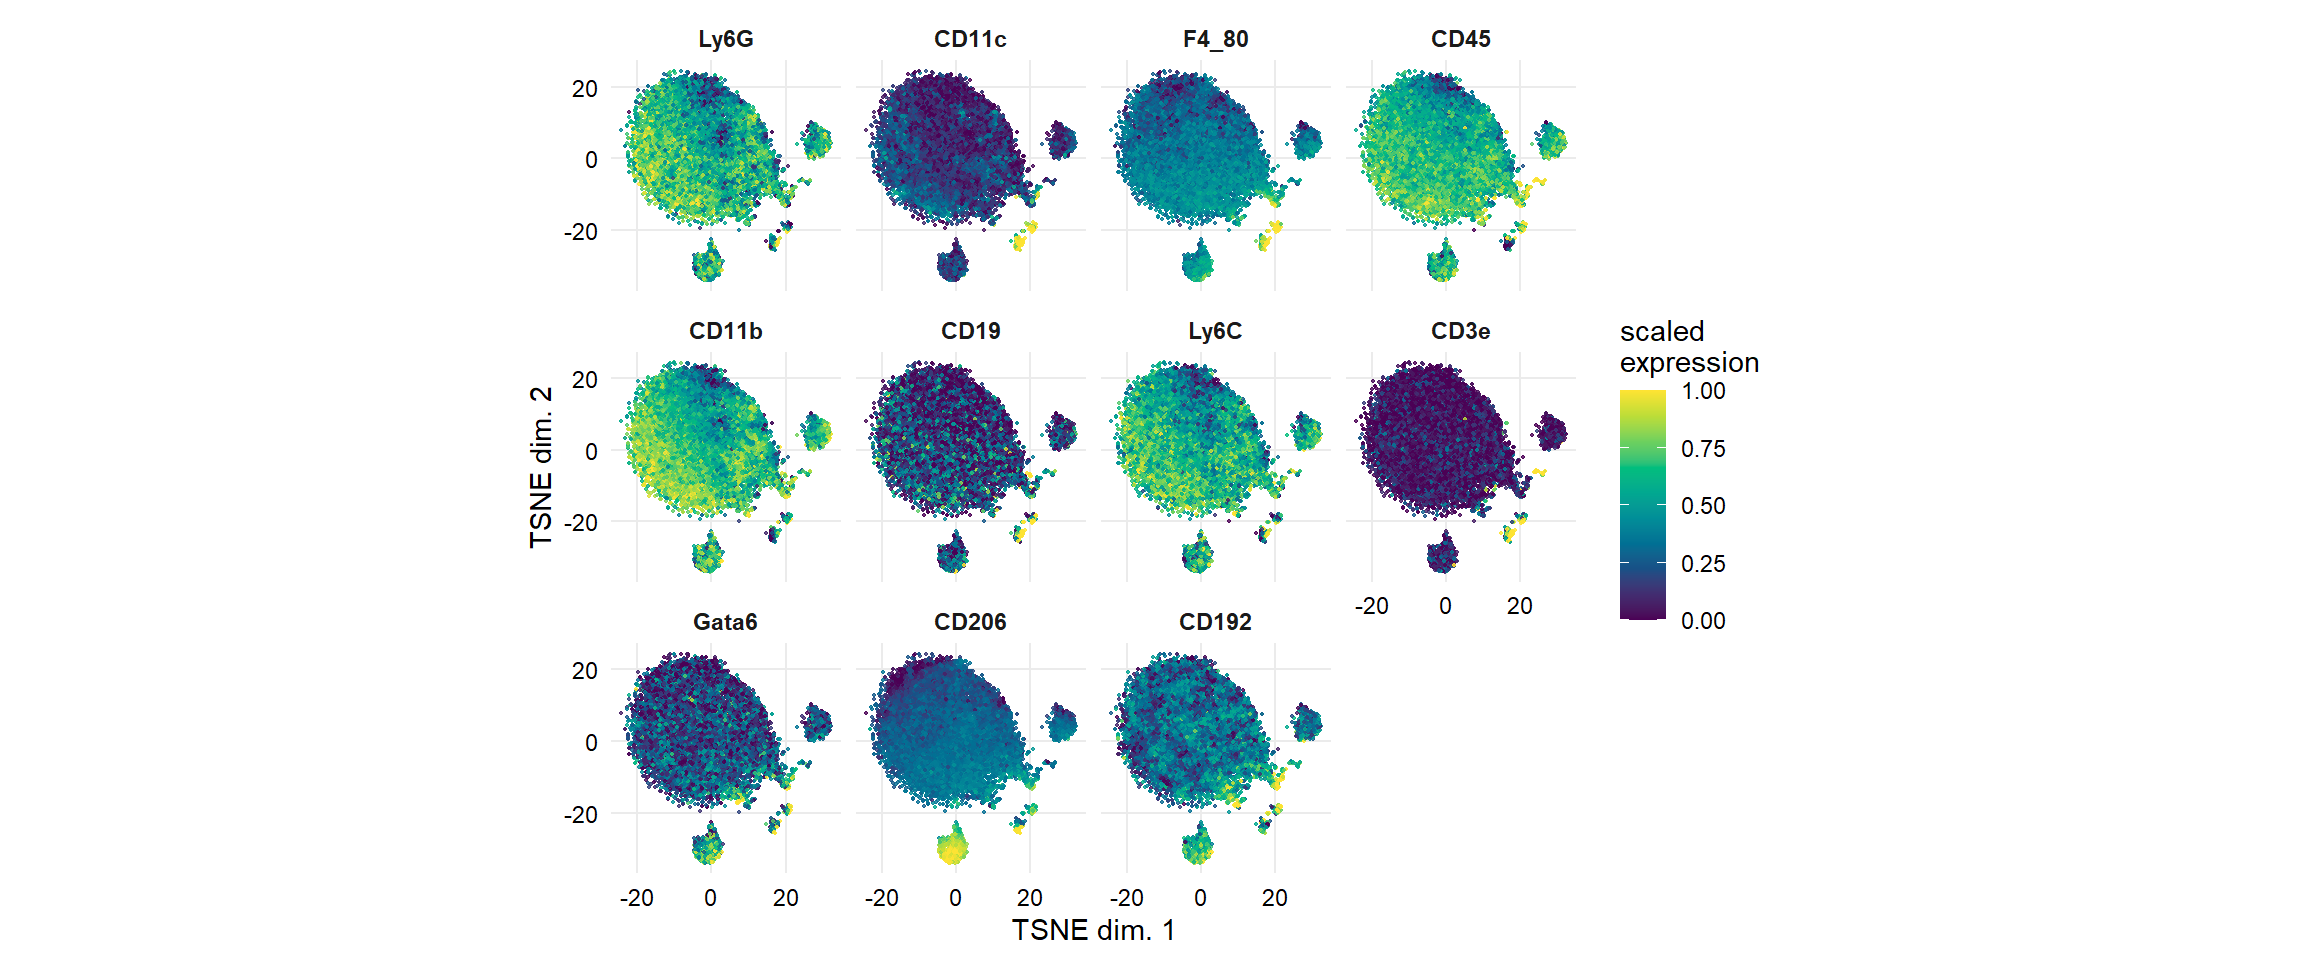 Ly6G CD11c F4_80 CD45
20
0
-20
CD11b CD19 Ly6C CD3e
20
0
-20
-20 0 20
Gata6 CD206 CD192
20
0
-20
-20 0 20 -20 0 20 -20 0 20
TSNE dim. 1
TSNE dim. 2
scaled
expression
1.00
0.75
0.50
0.25
0.00